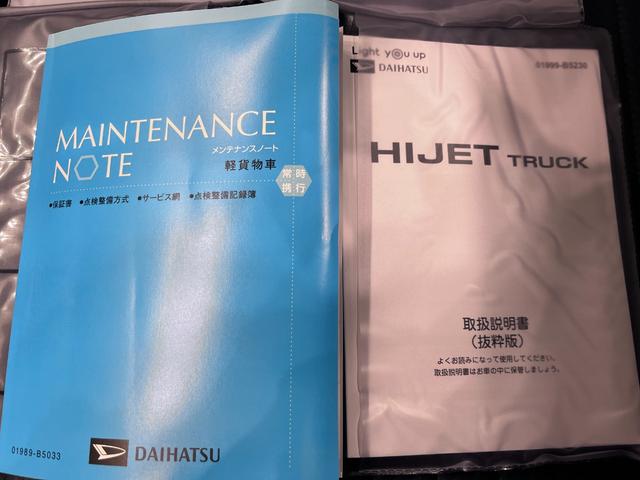 MAINTENANCE
NOTE
メンテナンスノート
軽貨物車
常時
携行
●保証書 ●点検整備方式 ●サービス網 ●点検整備記録簿
01989-B5033
DAIHATSU
Light you up
DAIHATSU
01999-B5230
HIJET TRUCK
取扱説明書
（抜粋版）
よくお読みになって使用してください。
取扱説明書はお車の中に保管しましょう。